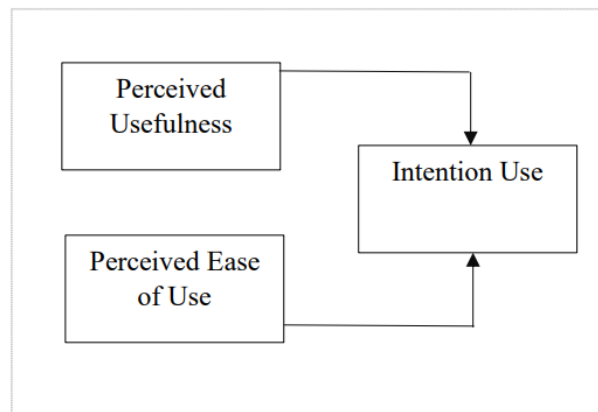 Perceived
Usefulness
Intention Use
Perceived Ease
of Use